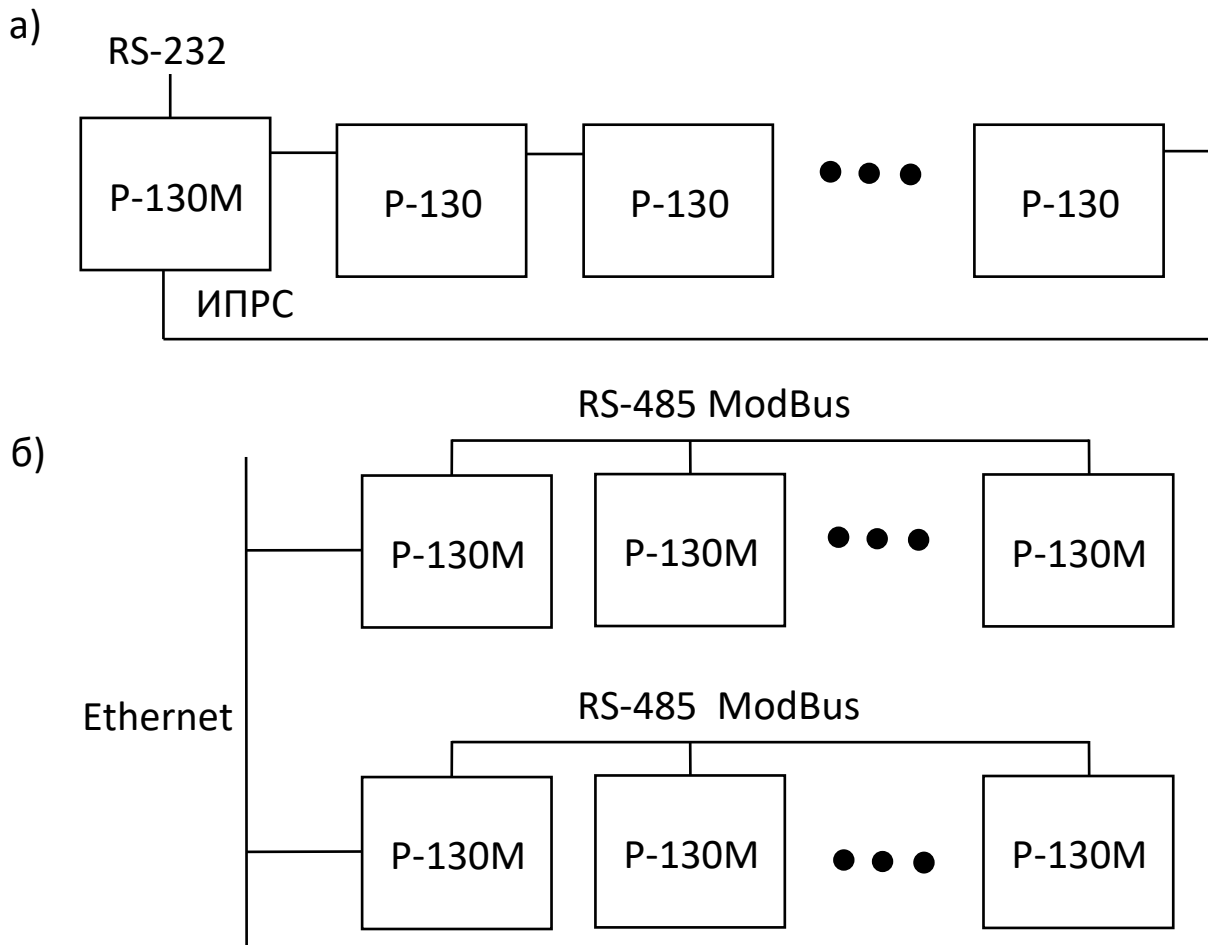 а)
RS-232
Р-130М
Р-130
Р-130
Р-130
ИПРС
RS-485 ModBus
б)
Р-130М
Р-130М
Р-130М
Ethernet
RS-485 ModBus
Р-130М
Р-130М
Р-130М